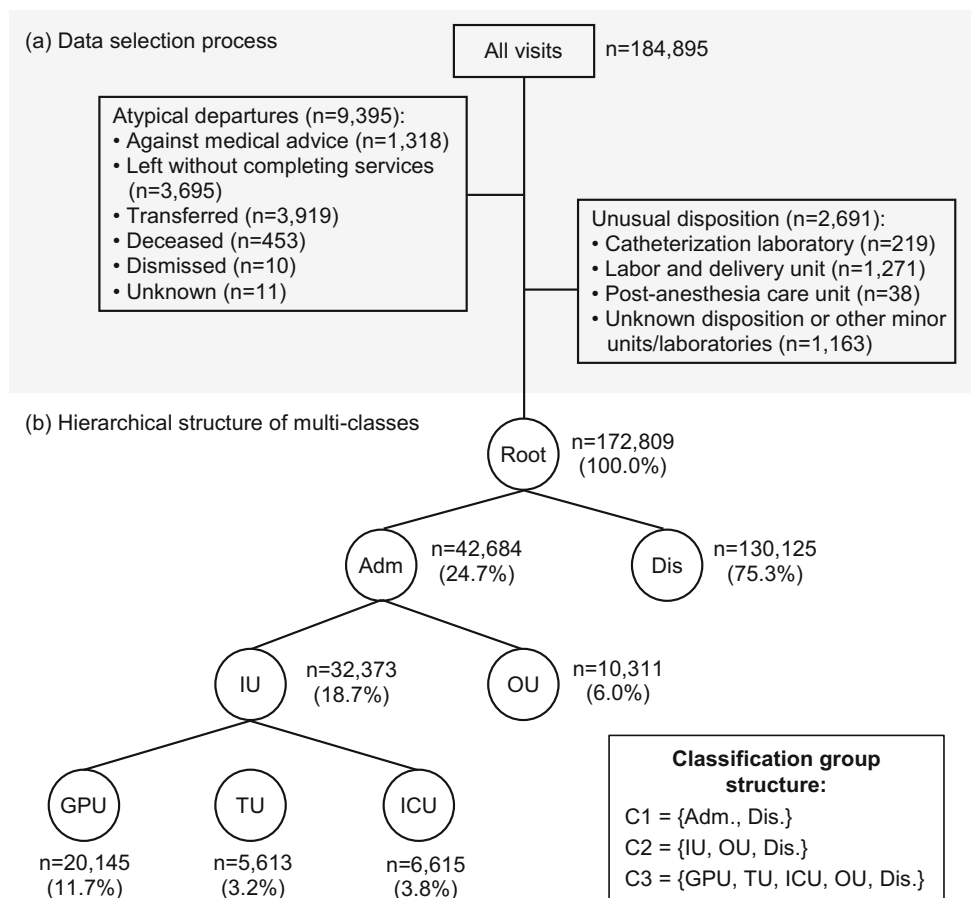 (a) Data selection process
All visits
n=184,895
Atypical departures (n=9,395):
• Against medical advice (n=1,318)
• Left without completing services
(n=3,695)
• Transferred (n=3,919)
• Deceased (n=453)
• Dismissed (n=10)
• Unknown (n=11)
Unusual disposition (n=2,691):
• Catheterization laboratory (n=219)
• Labor and delivery unit (n=1,271)
• Post-anesthesia care unit (n=38)
• Unknown disposition or other minor
units/laboratories (n=1,163)
(b) Hierarchical structure of multi-classes
Root
n=172,809
(100.0%)
Adm
n=42,684
(24.7%)
Dis
n=130,125
(75.3%)
IU
n=32,373
(18.7%)
OU
n=10,311
(6.0%)
GPU
n=20,145
(11.7%)
TU
n=5,613
(3.2%)
ICU
n=6,615
(3.8%)
Classification group
structure:
C1 = {Adm., Dis.}
C2 = {IU, OU, Dis.}
C3 = {GPU, TU, ICU, OU, Dis.}